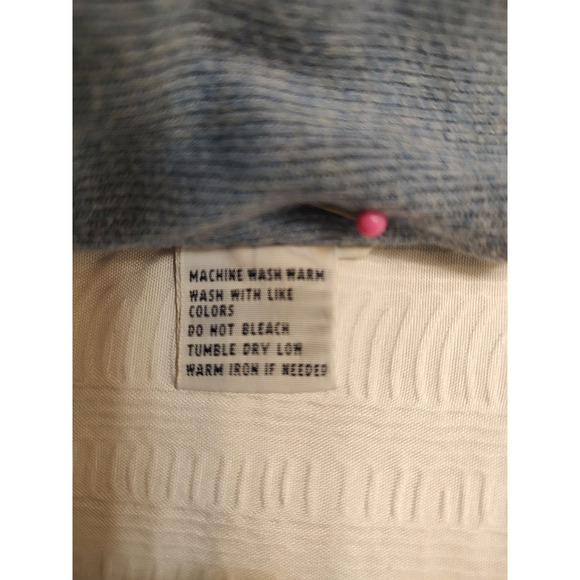 MACHINE WASH WARM
WASH WITH LIKE
COLORS
DO NOT BLEACH
TUMBLE DRY LOW
WARM IRON IF NEEDED